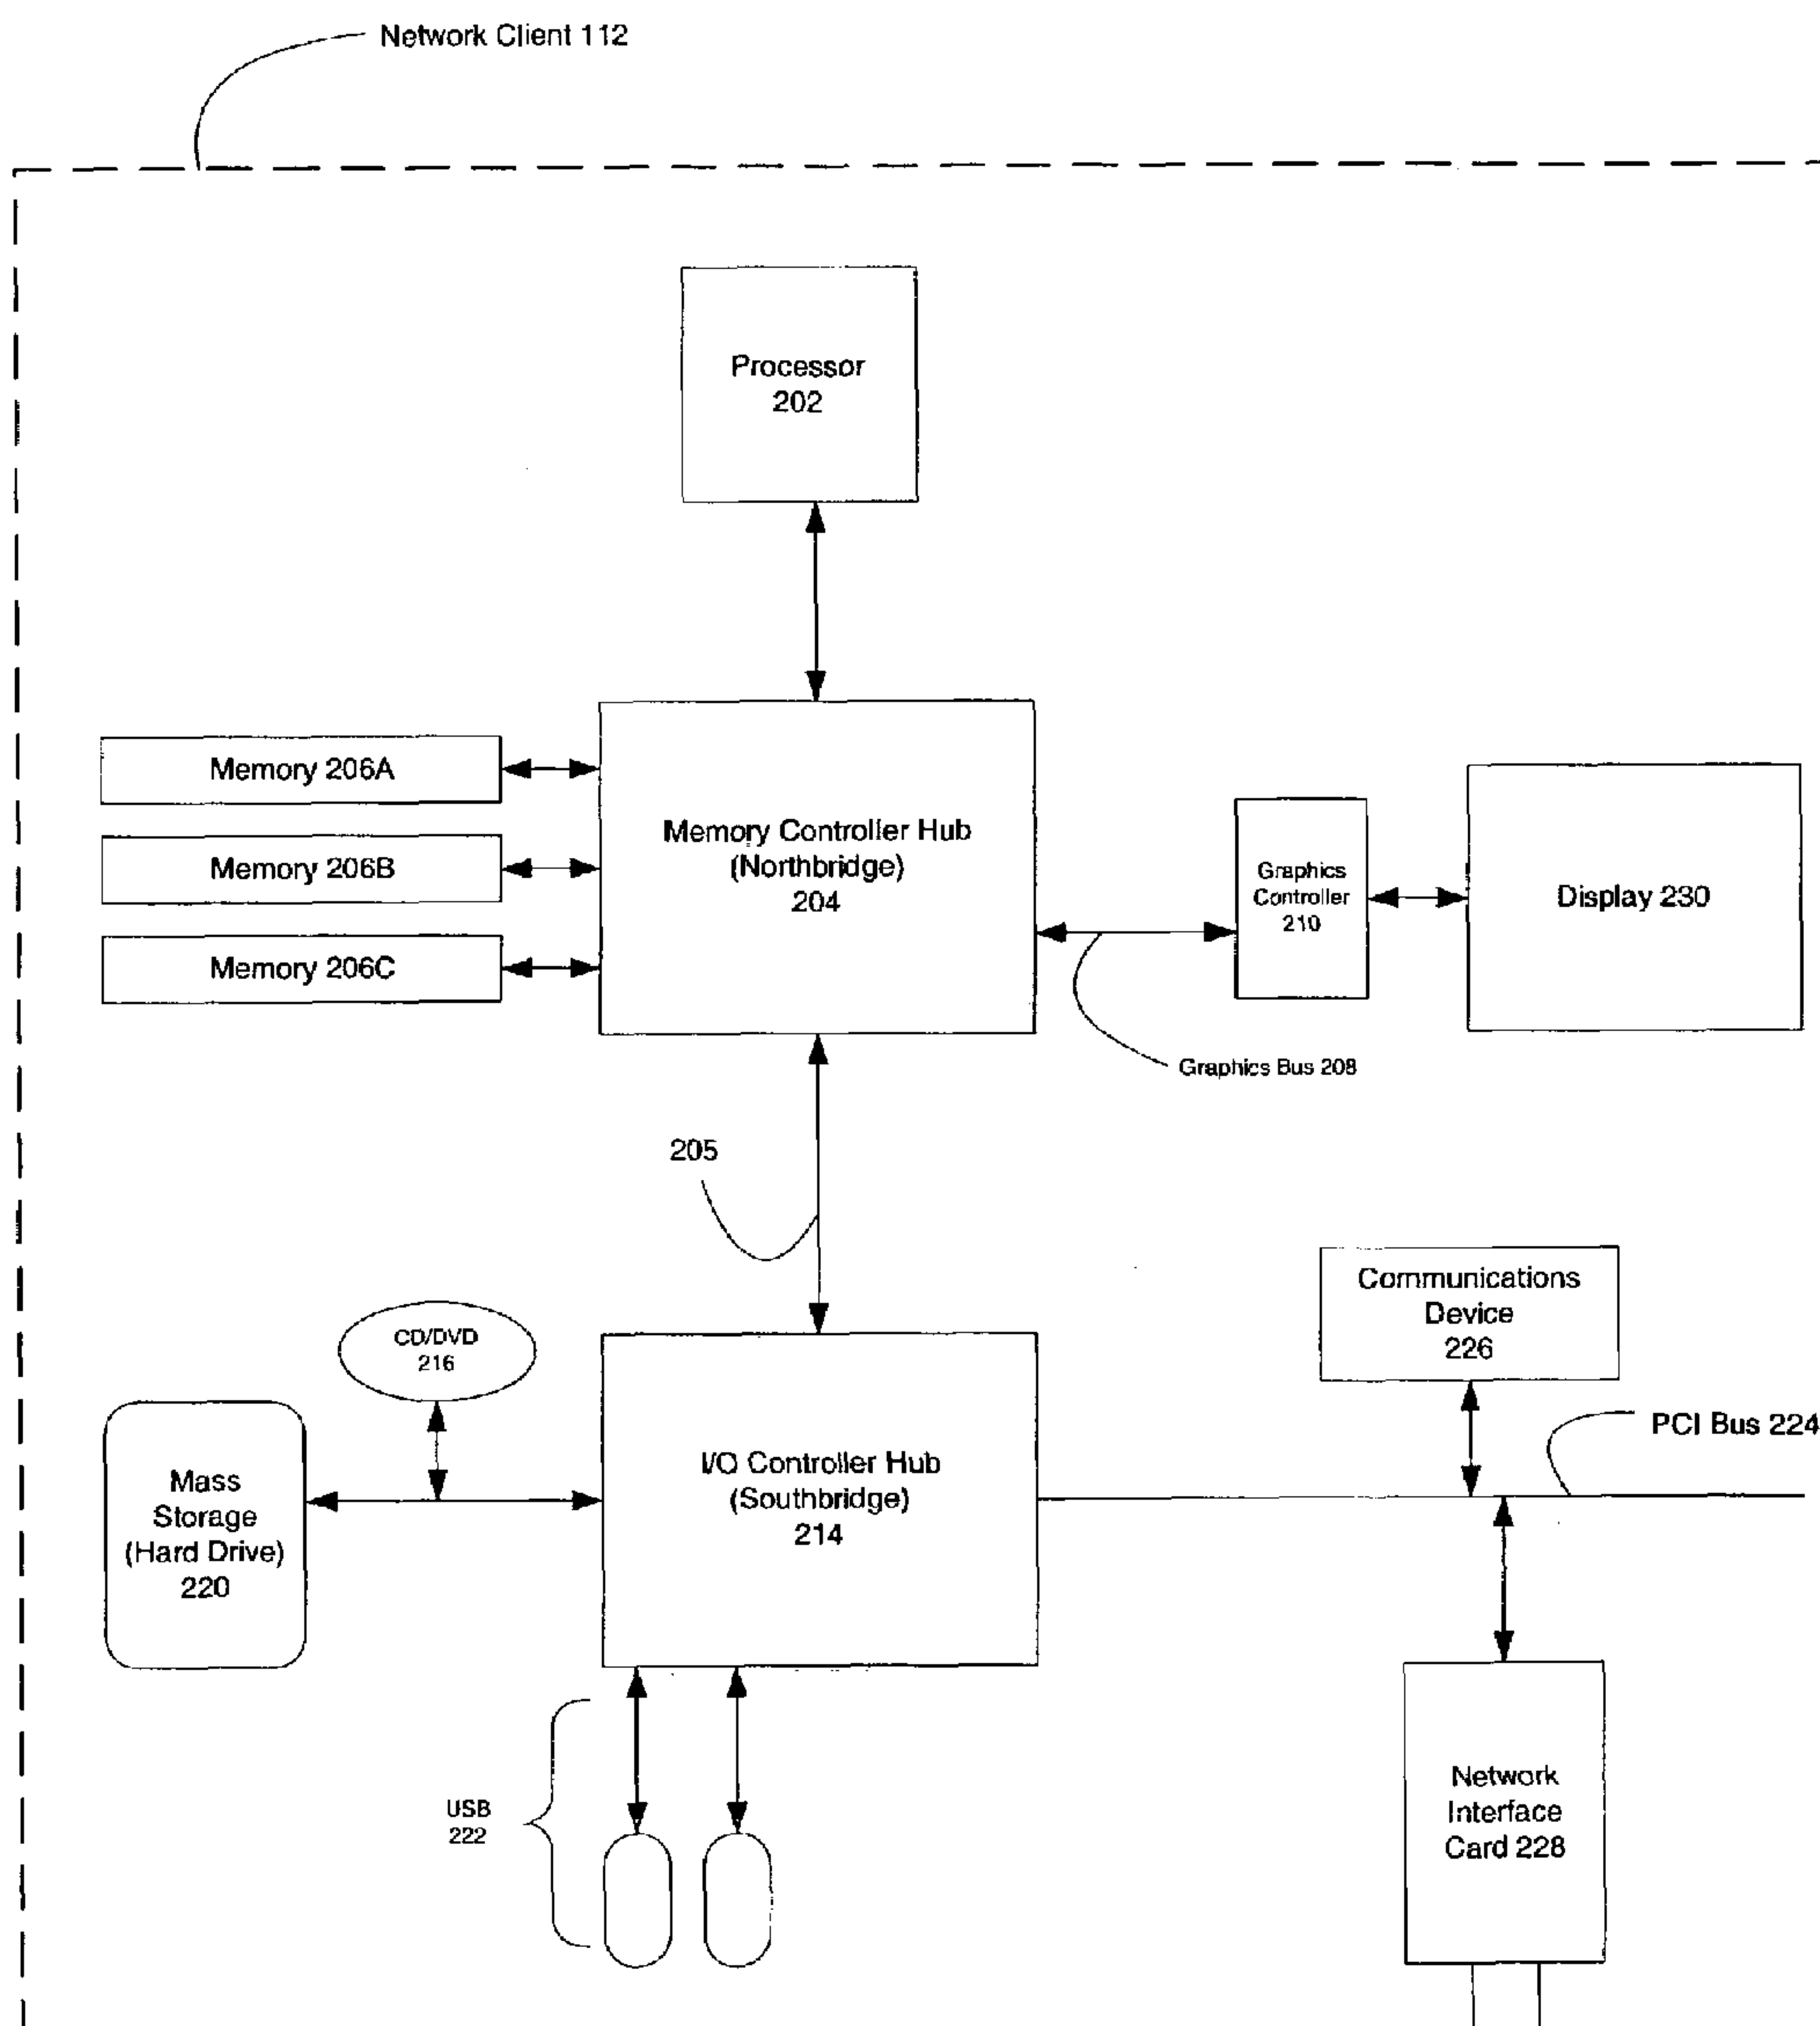 Network Client 112
Processor
202
Memory 206A
Memory 206B
Memory 206C
Memory Controller Hub
(Northbridge)
204
Graphics
Controller
210
Display 230
Graphics Bus 208
205
Communications
Device
226
CD/DVD
216
PCI Bus 224
Mass
Storage
(Hard Drive)
220
I/O Controller Hub
(Southbridge)
214
USB
222
Network
Interface
Card 228